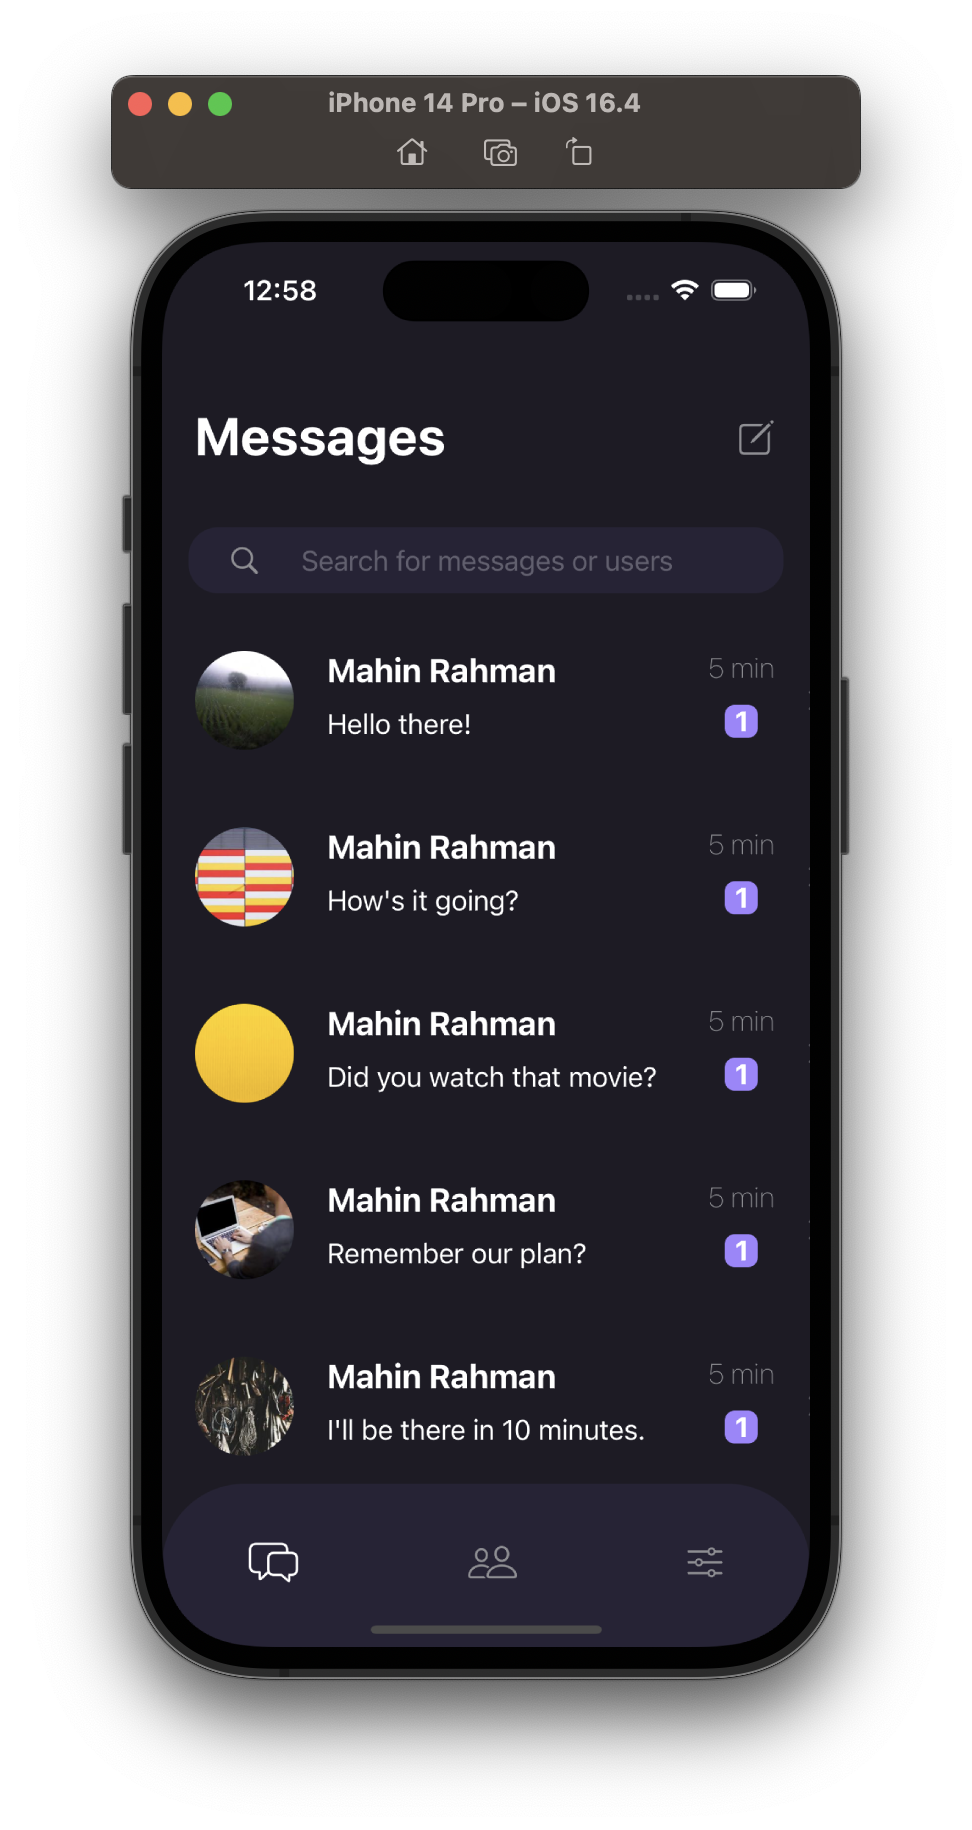 iPhone 14 Pro – iOS 16.4
12:58
Messages
Search for messages or users
Mahin Rahman
5 min
Hello there!
1
Mahin Rahman
5 min
How's it going?
1
Mahin Rahman
5 min
Did you watch that movie?
1
Mahin Rahman
5 min
Remember our plan?
1
Mahin Rahman
5 min
I'll be there in 10 minutes.
1